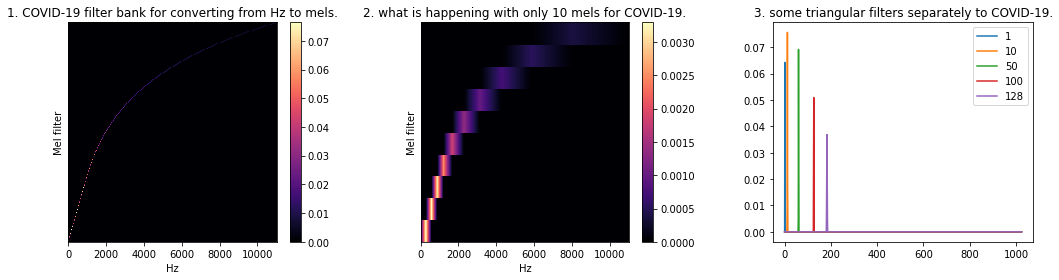 1. COVID-19 filter bank for converting from Hz to mels.
Mel filter
0 2000 4000 6000 8000 10000
Hz
0.07
0.06
0.05
0.04
0.03
0.02
0.01
0.00
2. what is happening with only 10 mels for COVID-19.
Mel filter
0 2000 4000 6000 8000 10000
Hz
0.0030
0.0025
0.0020
0.0015
0.0010
0.0005
0.0000
3. some triangular filters separately to COVID-19.
0.07
0.06
0.05
0.04
0.03
0.02
0.01
0.00
0 200 400 600 800 1000
1
10
50
100
128